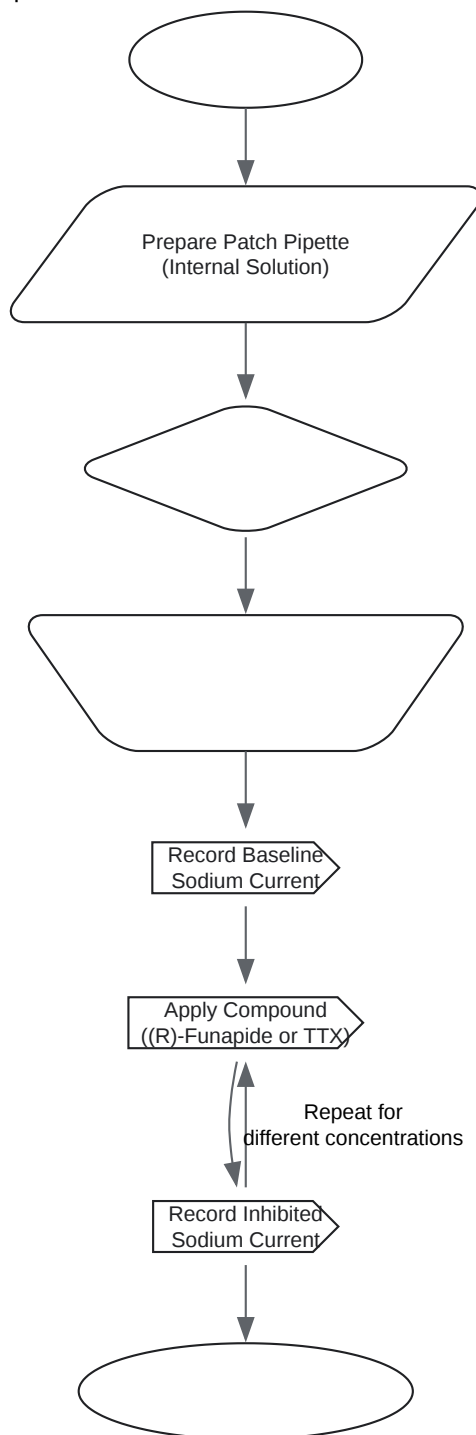 Prepare Patch Pipette
(Internal Solution)
Record Baseline
Sodium Current
Apply Compound
((R)-Funapide or TTX)
Repeat for
different concentrations
Record Inhibited
Sodium Current